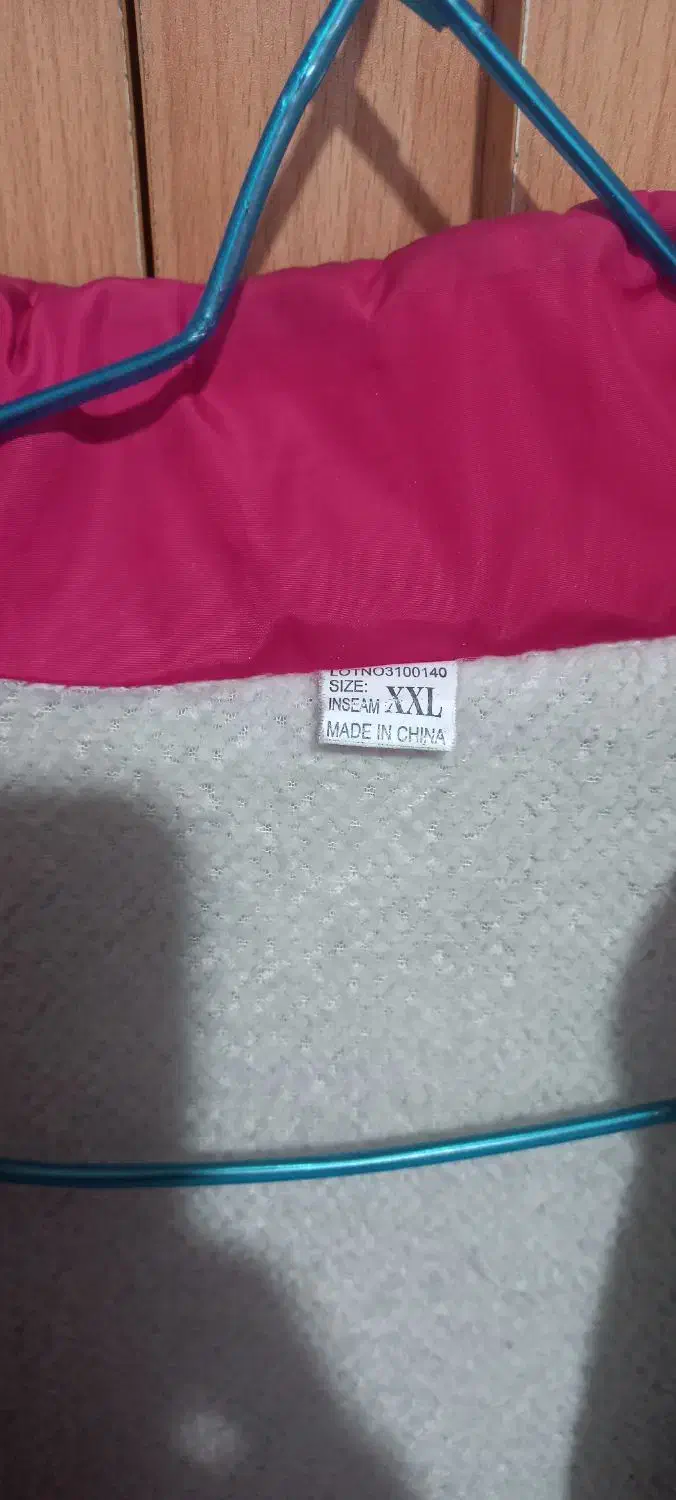 LOTNO3100140
SIZE:
INSEAM :XXL
MADE IN CHINA